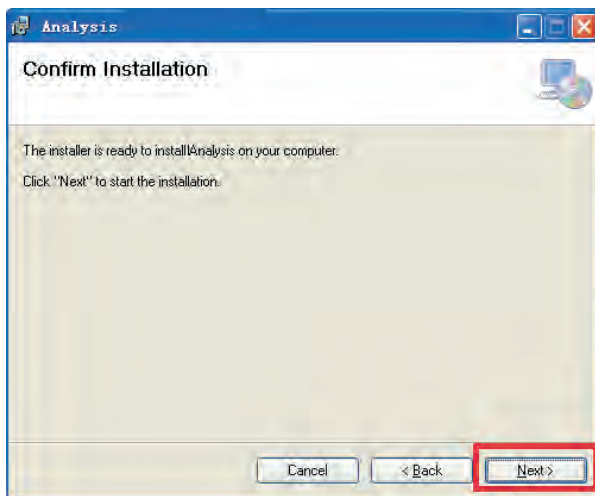 Analysis
Confirm Installation
The installer is ready to installAnalysis on your computer.
Click "Next" to start the installation.
Cancel
< Back
Next >